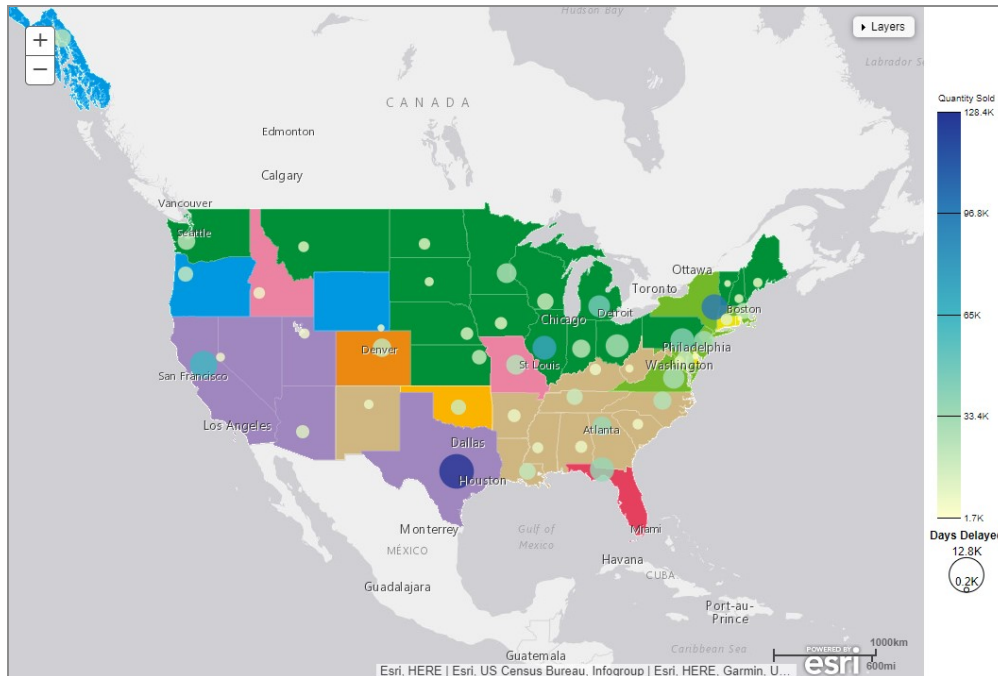 Hudson Bay
+
−
Layers
Labrador Se
CANADA
Edmonton
Calgary
Vancouver
Seattle
Ottawa
Toronto
Boston
Chicago
Detroit
Denver
St Louis
Philadelphia
Washington
San Francisco
Los Angeles
Atlanta
Dallas
Houston
Monterrey
Gulf of
Mexico
Miami
MÉXICO
Havana
CUBA
Guadalajara
Port-au-
Prince
Caribbean Sea
Guatemala
1000km
600mi
POWERED BY
esri
Esri, HERE | Esri, US Census Bureau, Infogroup | Esri, HERE, Garmin, U...
Quantity Sold
128.4K
96.8K
65K
33.4K
1.7K
Days Delayed
12.8K
0.2K